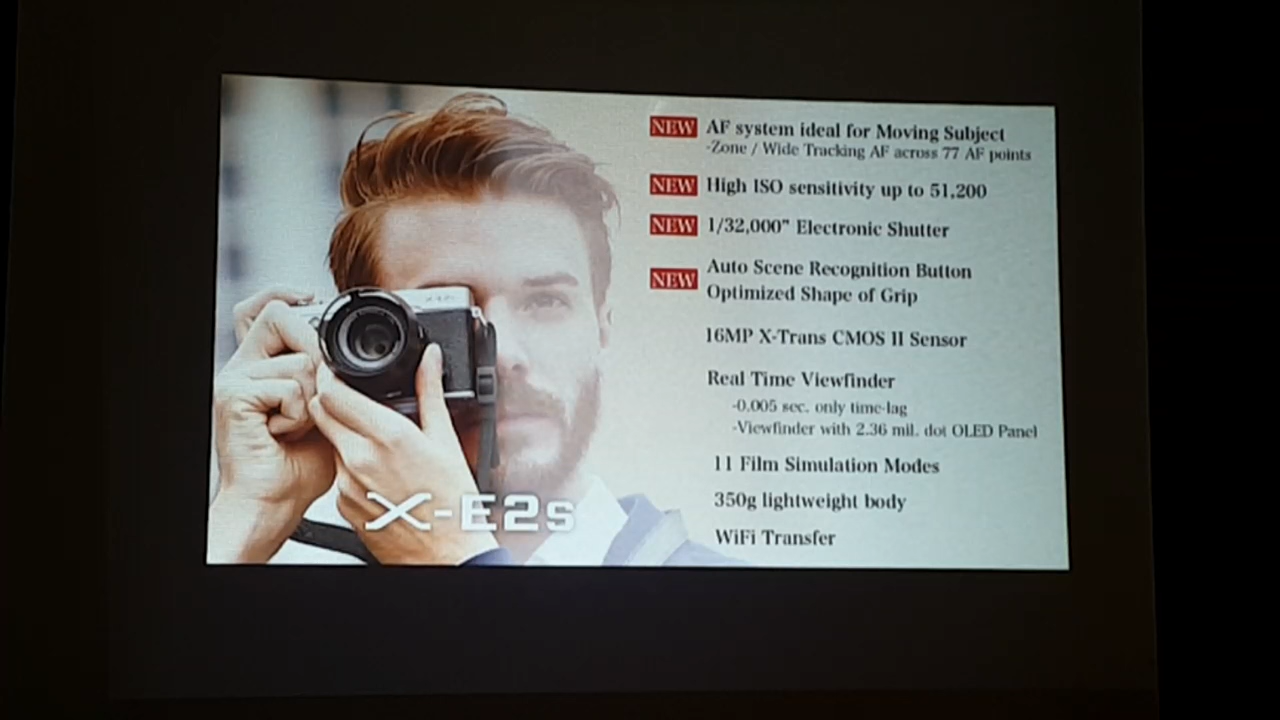 NEW AF system ideal for Moving Subject
-Zone / Wide Tracking AF across 77 AF points
NEW High ISO sensitivity up to 51,200
NEW 1/32,000" Electronic Shutter
NEW Auto Scene Recognition Button
Optimized Shape of Grip
16MP X-Trans CMOS II Sensor
Real Time Viewfinder
-0.005 sec. only time-lag
-Viewfinder with 2.36 mil. dot OLED Panel
11 Film Simulation Modes
350g lightweight body
WiFi Transfer
X-E2s